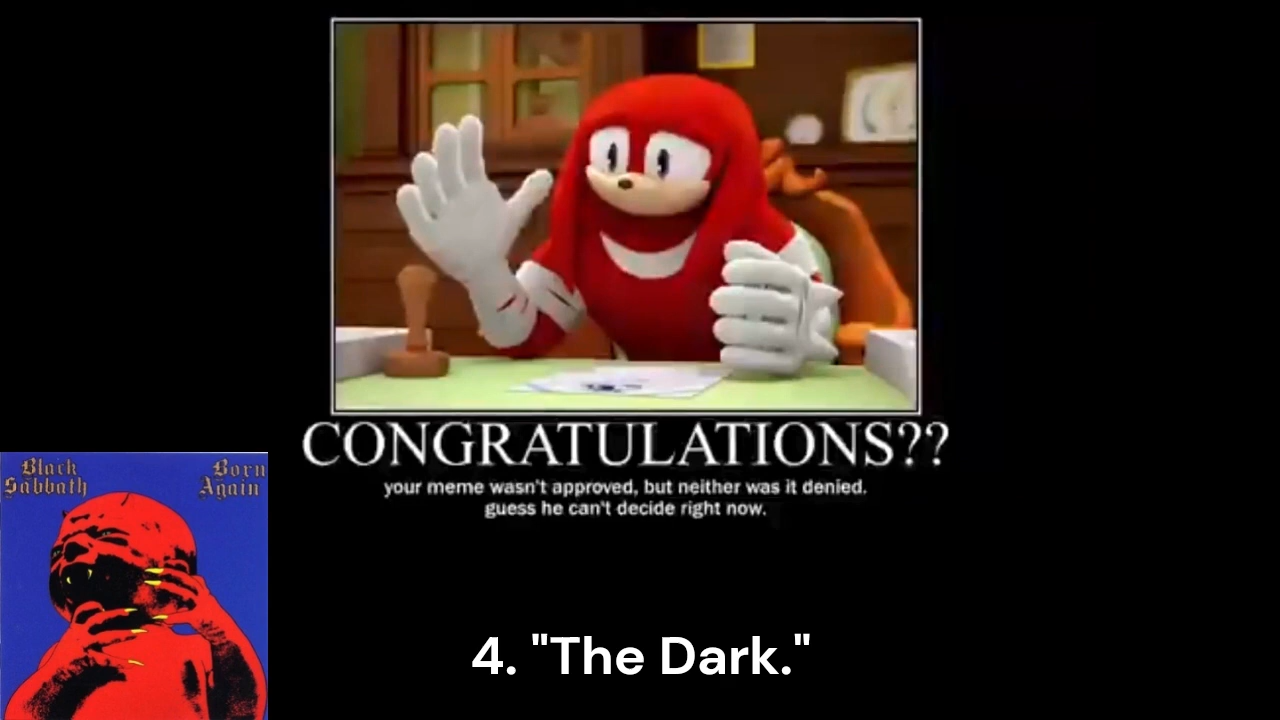 CONGRATULATIONS??
your meme wasn't approved, but neither was it denied.
guess he can't decide right now.
Black Sabbath
Born Again
4. "The Dark."